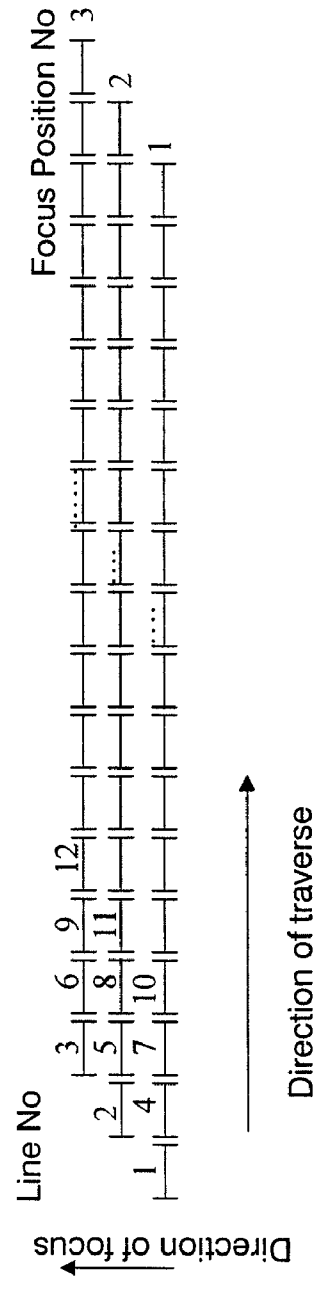 Line No
Focus Position No
3 6 9 12 ...... 3
2 5 8 11 .... 2
1 4 7 10 ..... 1
Direction of focus
Direction of traverse